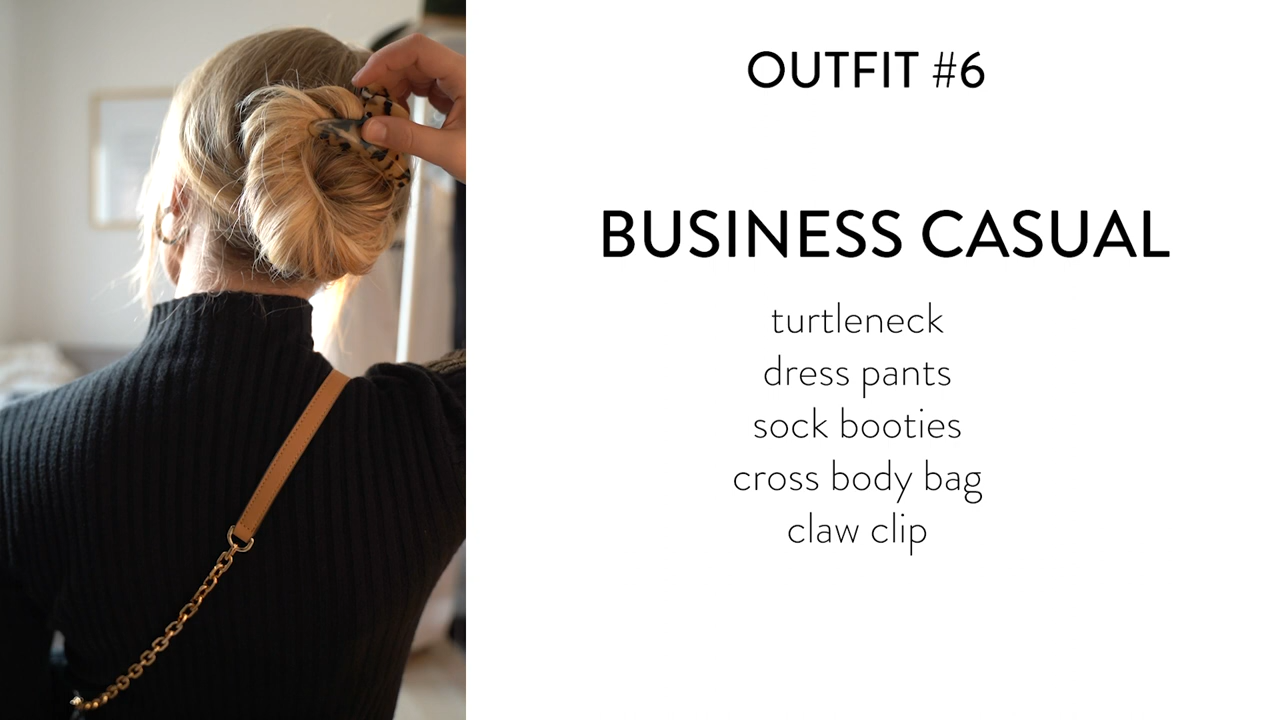 OUTFIT #6
BUSINESS CASUAL
turtleneck
dress pants
sock booties
cross body bag
claw clip